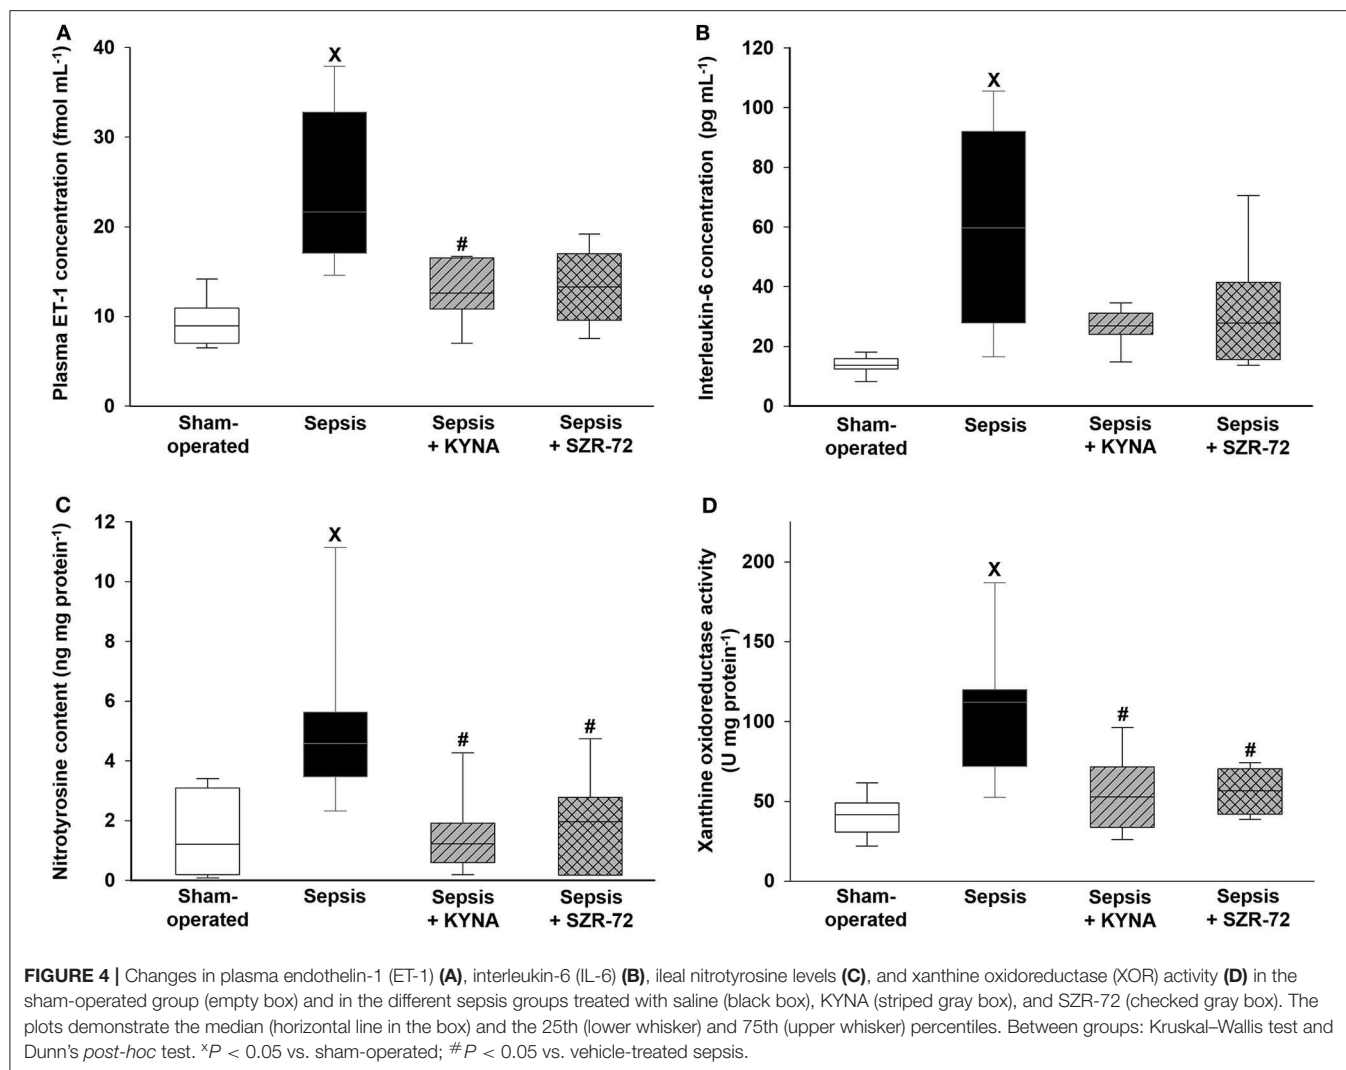 A
Plasma ET-1 concentration (fmol mL⁻¹)
40
30
20
10
0
X
#
Sham-
operated
Sepsis
Sepsis
+ KYNA
Sepsis
+ SZR-72
B
Interleukin-6 concentration (pg mL⁻¹)
120
100
80
60
40
20
0
X
Sham-
operated
Sepsis
Sepsis
+ KYNA
Sepsis
+ SZR-72
C
Nitrotyrosine content (ng mg protein⁻¹)
12
10
8
6
4
2
0
X
#
#
Sham-
operated
Sepsis
Sepsis
+ KYNA
Sepsis
+ SZR-72
D
Xanthine oxidoreductase activity
(U mg protein⁻¹)
200
150
100
50
0
X
#
#
Sham-
operated
Sepsis
Sepsis
+ KYNA
Sepsis
+ SZR-72
FIGURE 4 | Changes in plasma endothelin-1 (ET-1) (A), interleukin-6 (IL-6) (B), ileal nitrotyrosine levels (C), and xanthine oxidoreductase (XOR) activity (D) in the
sham-operated group (empty box) and in the different sepsis groups treated with saline (black box), KYNA (striped gray box), and SZR-72 (checked gray box). The
plots demonstrate the median (horizontal line in the box) and the 25th (lower whisker) and 75th (upper whisker) percentiles. Between groups: Kruskal–Wallis test and
Dunn's post-hoc test. ˣP < 0.05 vs. sham-operated; #P < 0.05 vs. vehicle-treated sepsis.